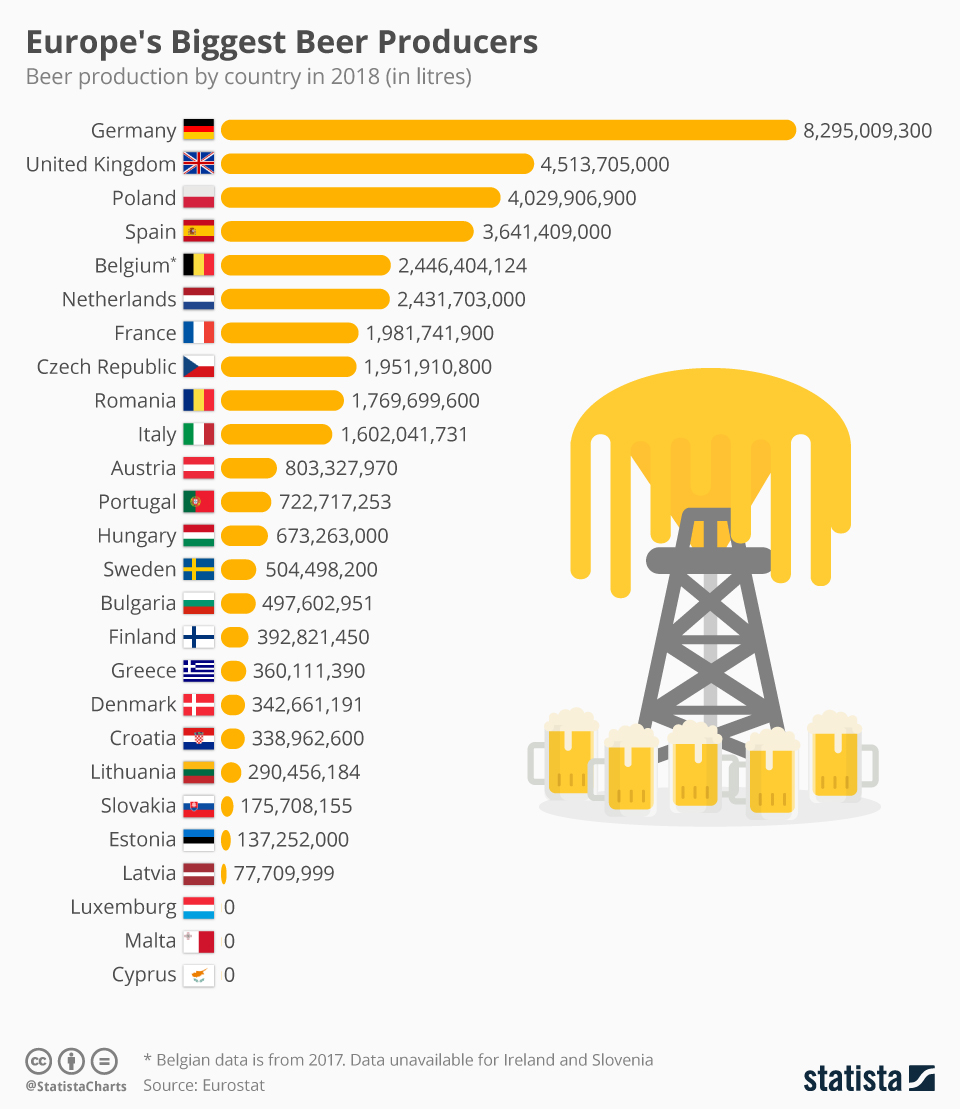 Europe's Biggest Beer Producers
Beer production by country in 2018 (in litres)
Germany 8,295,009,300
United Kingdom 4,513,705,000
Poland 4,029,906,900
Spain 3,641,409,000
Belgium* 2,446,404,124
Netherlands 2,431,703,000
France 1,981,741,900
Czech Republic 1,951,910,800
Romania 1,769,699,600
Italy 1,602,041,731
Austria 803,327,970
Portugal 722,717,253
Hungary 673,263,000
Sweden 504,498,200
Bulgaria 497,602,951
Finland 392,821,450
Greece 360,111,390
Denmark 342,661,191
Croatia 338,962,600
Lithuania 290,456,184
Slovakia 175,708,155
Estonia 137,252,000
Latvia 77,709,999
Luxemburg 0
Malta 0
Cyprus 0
cc
* Belgian data is from 2017. Data unavailable for Ireland and Slovenia
@StatistaCharts Source: Eurostat
statista